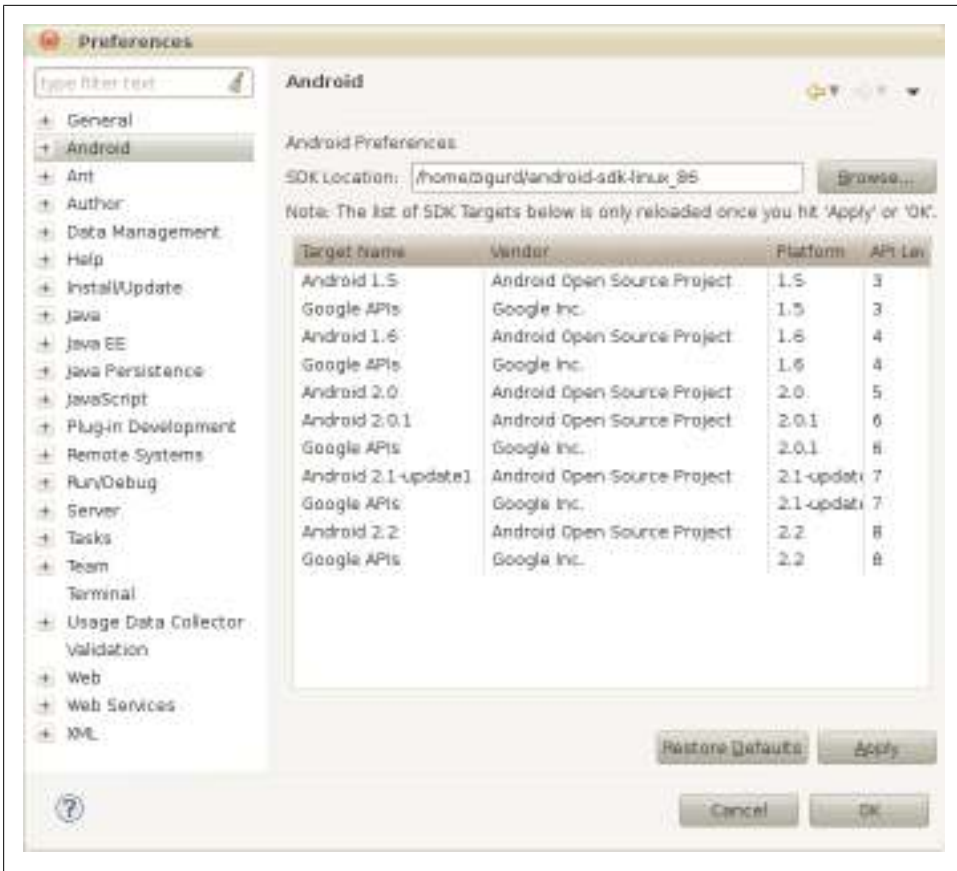 Preferences
type filter text
General
Android
Ant
Author
Data Management
Help
Install/Update
Java
Java EE
Java Persistence
JavaScript
Plug-in Development
Remote Systems
Run/Debug
Server
Tasks
Team
Terminal
Usage Data Collector
Validation
Web
Web Services
XML
Android
Android Preferences
SDK Location: /home/zigurd/android-sdk-linux_86 Browse...
Note: The list of SDK Targets below is only reloaded once you hit 'Apply' or 'OK'.
Target Name Vendor Platform API Lev
Android 1.5 Android Open Source Project 1.5 3
Google APIs Google Inc. 1.5 3
Android 1.6 Android Open Source Project 1.6 4
Google APIs Google Inc. 1.6 4
Android 2.0 Android Open Source Project 2.0 5
Android 2.0.1 Android Open Source Project 2.0.1 6
Google APIs Google Inc. 2.0.1 6
Android 2.1-update1 Android Open Source Project 2.1-updat 7
Google APIs Google Inc. 2.1-updat 7
Android 2.2 Android Open Source Project 2.2 8
Google APIs Google Inc. 2.2 8
Restore Defaults Apply
? Cancel OK